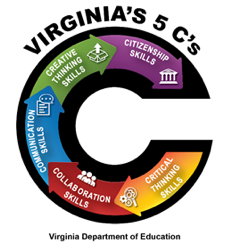 VIRGINIA'S 5 C's
CREATIVE
THINKING
SKILLS
CITIZENSHIP
SKILLS
COMMUNICATION
SKILLS
COLLABORATION
SKILLS
CRITICAL
THINKING
SKILLS
Virginia Department of Education